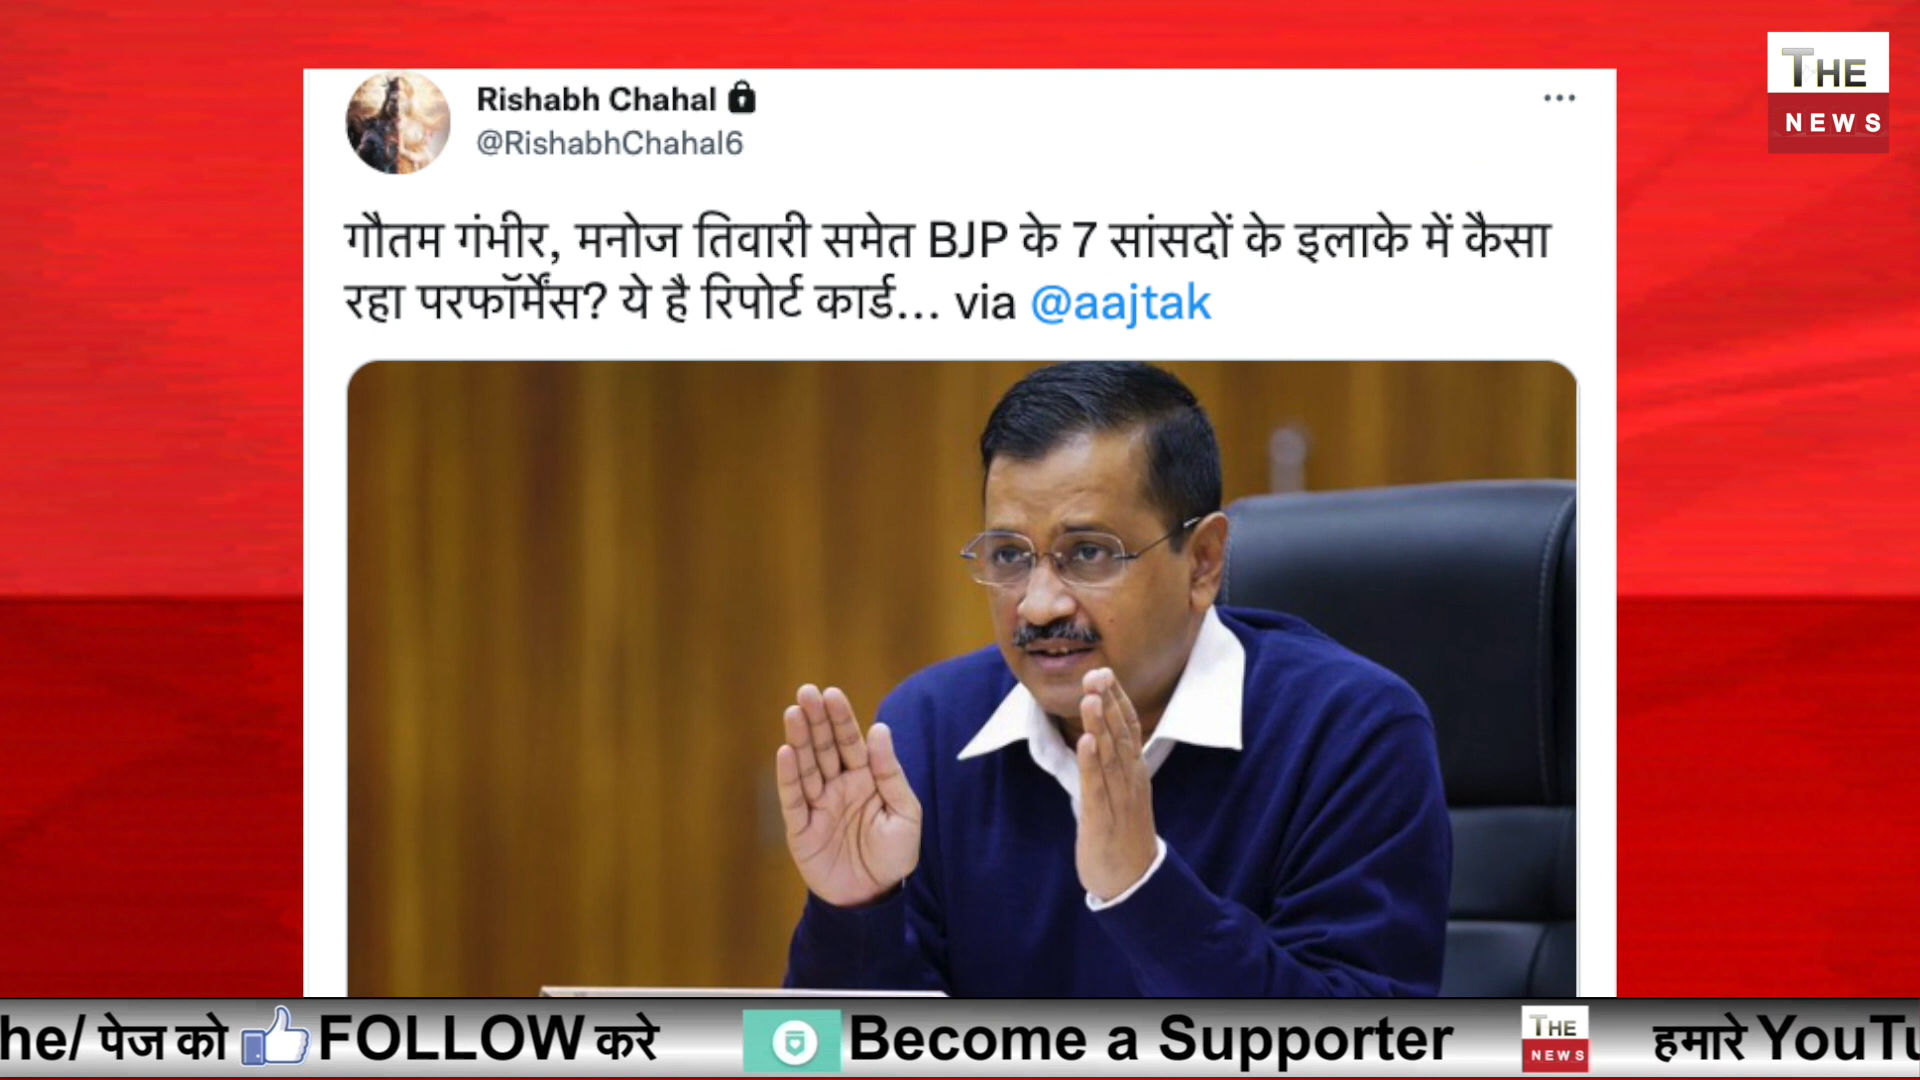 Rishabh Chahal
@RishabhChahal6
THE
NEWS
गौतम गंभीर, मनोज तिवारी समेत BJP के 7 सांसदों के इलाके में कैसा
रहा परफॉर्मेंस? ये है रिपोर्ट कार्ड... via @aajtak
he/ पेज को FOLLOW करे Become a Supporter THE NEWS हमारे YouTu